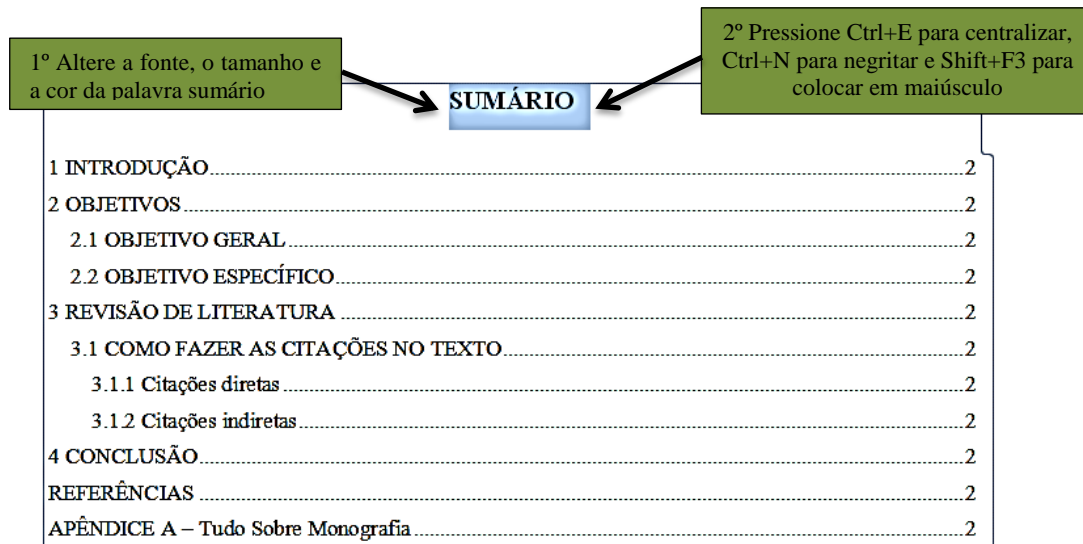 1º Altere a fonte, o tamanho e
a cor da palavra sumário
2º Pressione Ctrl+E para centralizar,
Ctrl+N para negritar e Shift+F3 para
colocar em maiúsculo
SUMÁRIO
1 INTRODUÇÃO.....2
2 OBJETIVOS.....2
2.1 OBJETIVO GERAL.....2
2.2 OBJETIVO ESPECÍFICO.....2
3 REVISÃO DE LITERATURA.....2
3.1 COMO FAZER AS CITAÇÕES NO TEXTO.....2
3.1.1 Citações diretas.....2
3.1.2 Citações indiretas.....2
4 CONCLUSÃO.....2
REFERÊNCIAS.....2
APÊNDICE A – Tudo Sobre Monografia.....2